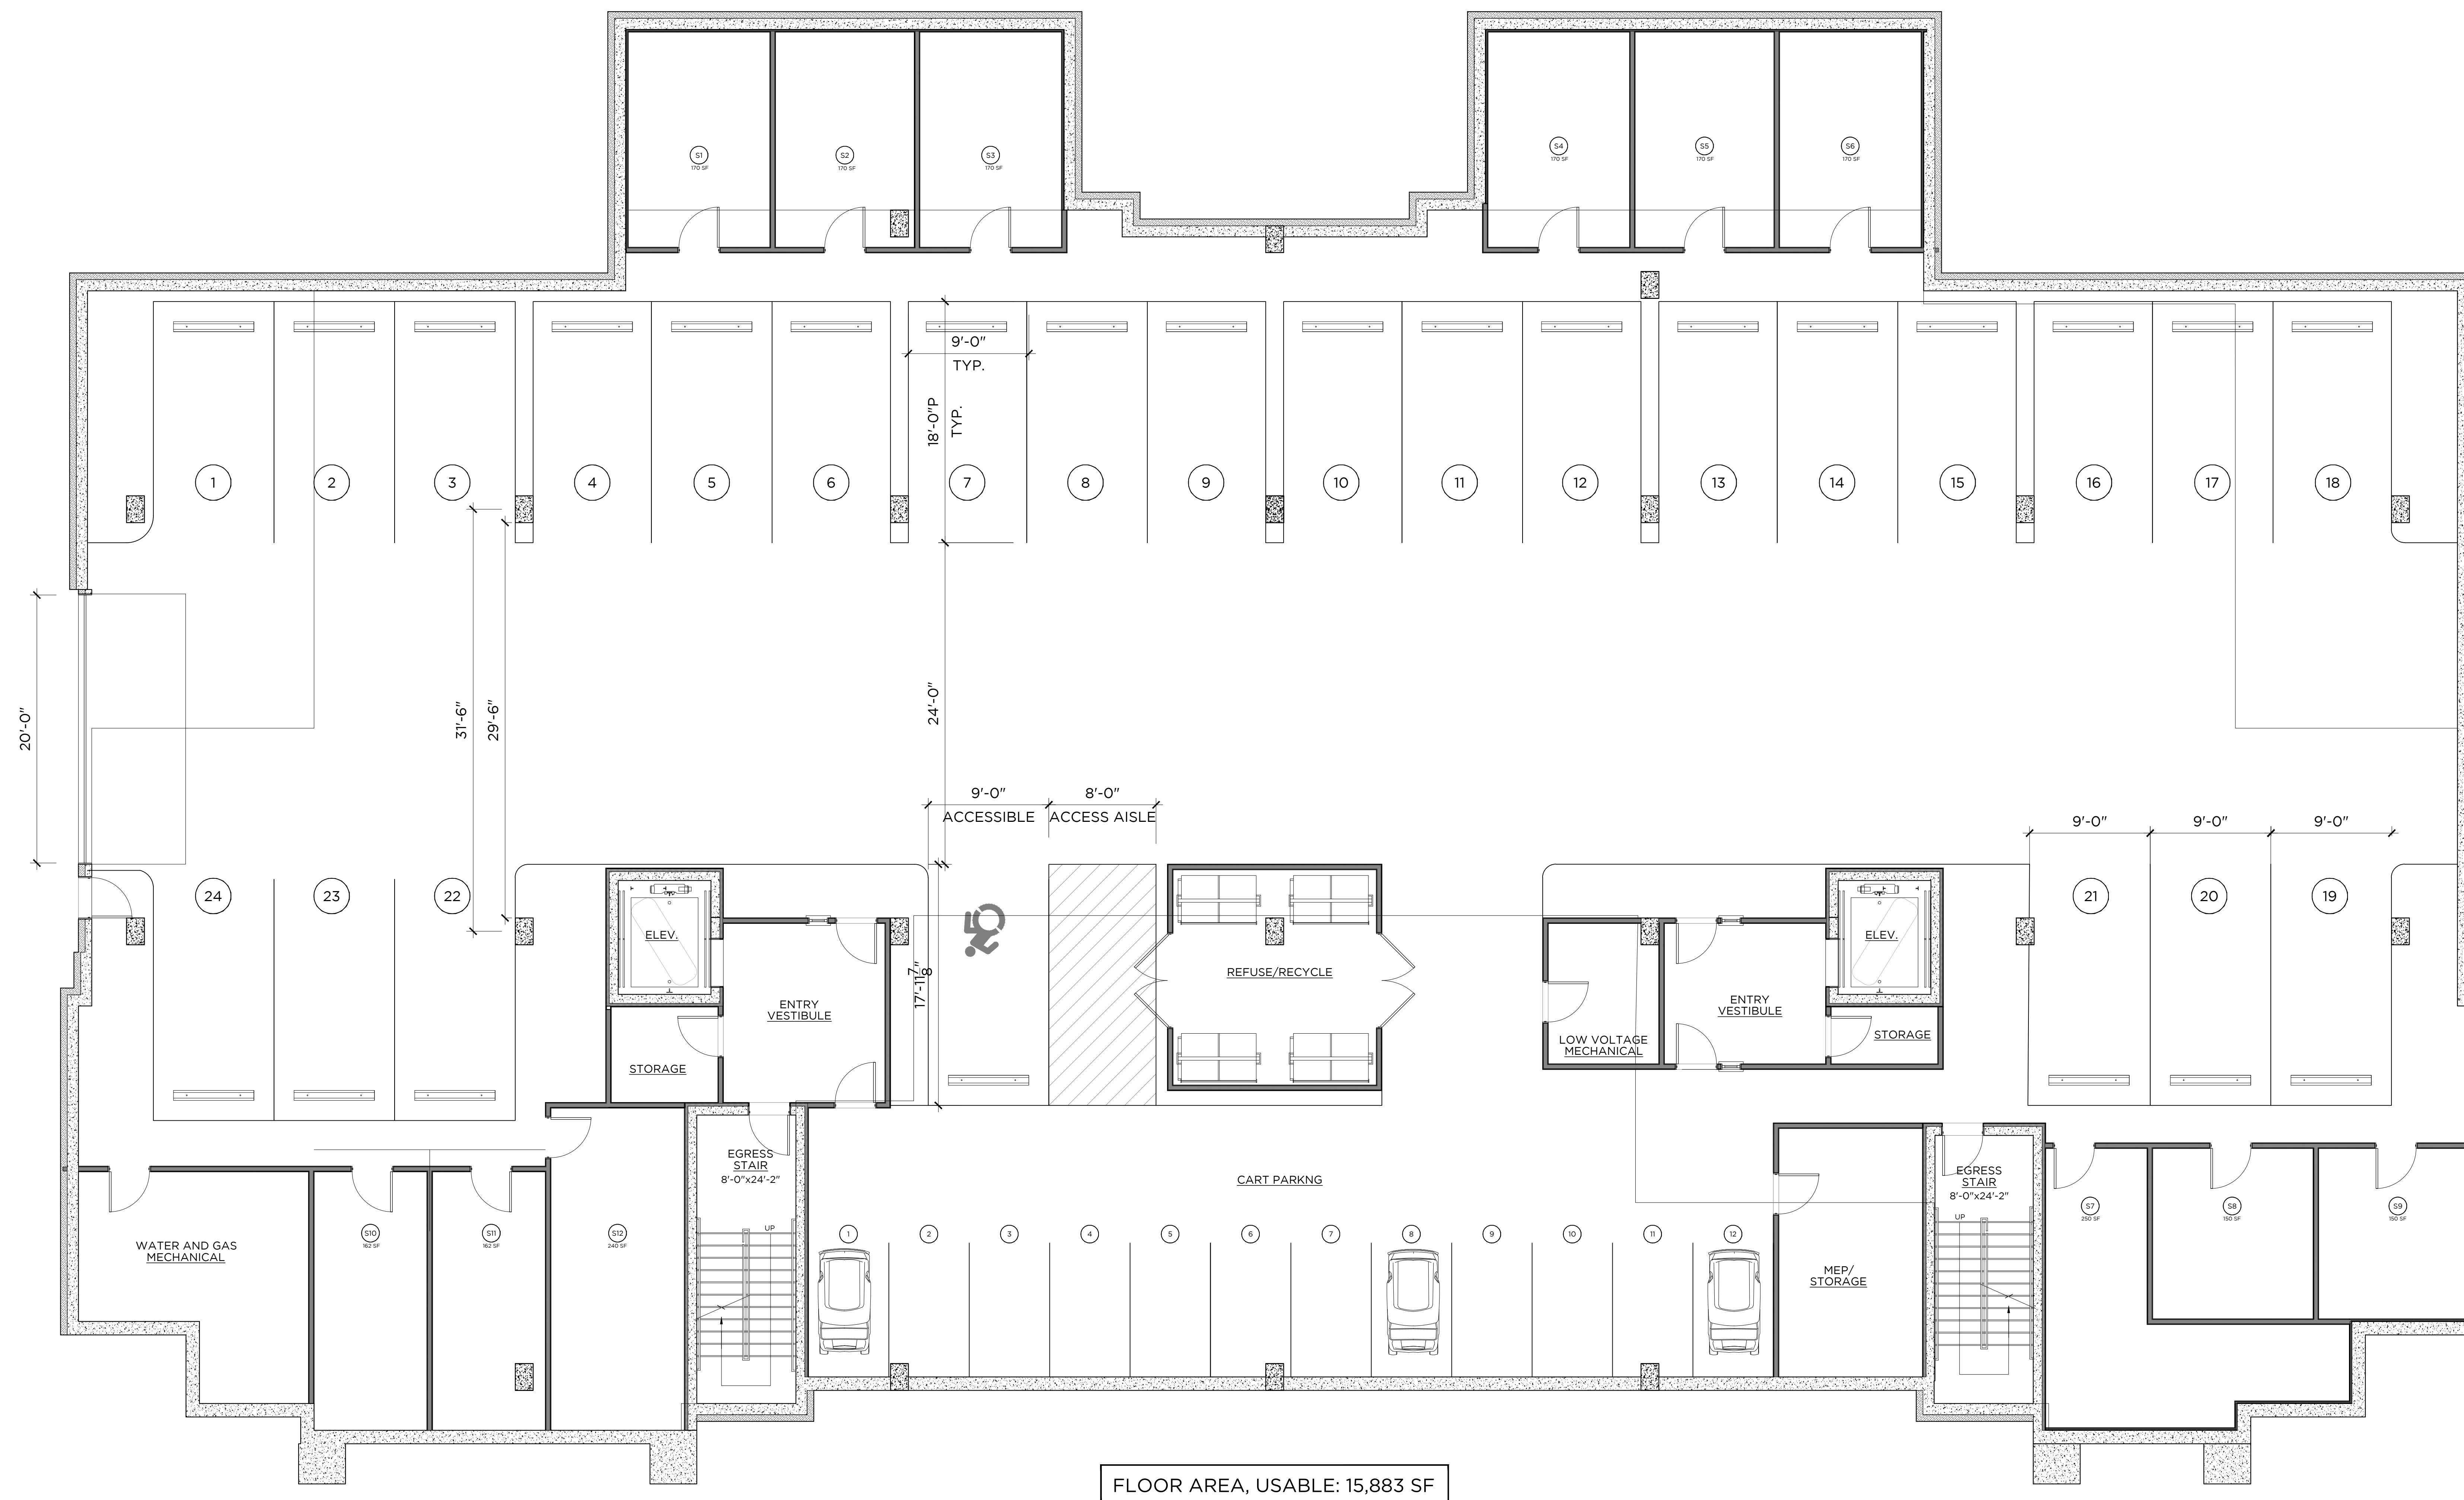 S1
170 SF
S2
170 SF
S3
170 SF
S4
170 SF
S5
170 SF
S6
170 SF
9'-0"
TYP.
18'-0"P
TYP.
1
2
3
4
5
6
7
8
9
10
11
12
13
14
15
16
17
18
20'-0"
31'-6"
29'-6"
24'-0"
9'-0"
ACCESSIBLE
8'-0"
ACCESS AISLE
9'-0"
9'-0"
9'-0"
24
23
22
21
20
19
ELEV.
ELEV.
17'-11 7/8"
REFUSE/RECYCLE
ENTRY
VESTIBULE
ENTRY
VESTIBULE
STORAGE
LOW VOLTAGE
MECHANICAL
STORAGE
EGRESS
STAIR
8'-0"x24'-2"
CART PARKNG
EGRESS
STAIR
8'-0"x24'-2"
UP
UP
S10
162 SF
S11
162 SF
S12
240 SF
1
2
3
4
5
6
7
8
9
10
11
12
S7
250 SF
S8
150 SF
S9
150 SF
WATER AND GAS
MECHANICAL
MEP/
STORAGE
FLOOR AREA, USABLE: 15,883 SF